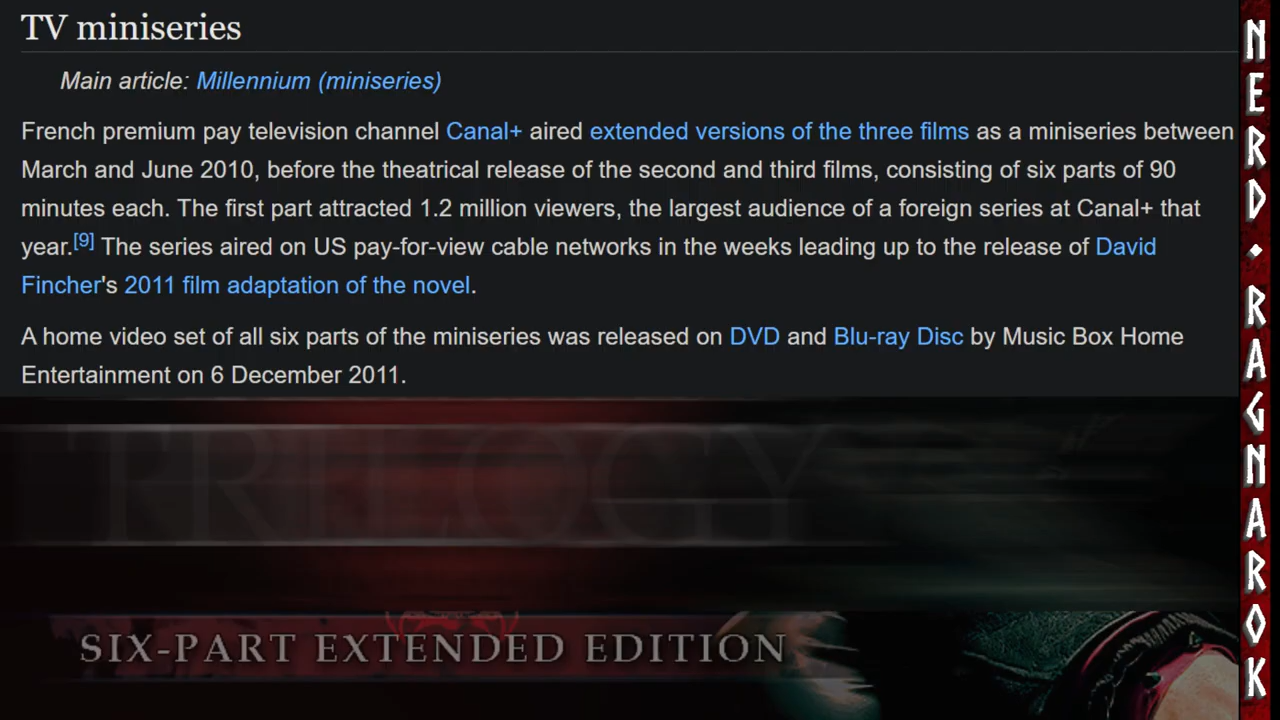 TV miniseries
Main article: Millennium (miniseries)
French premium pay television channel Canal+ aired extended versions of the three films as a miniseries between
March and June 2010, before the theatrical release of the second and third films, consisting of six parts of 90
minutes each. The first part attracted 1.2 million viewers, the largest audience of a foreign series at Canal+ that
year.[9] The series aired on US pay-for-view cable networks in the weeks leading up to the release of David
Fincher's 2011 film adaptation of the novel.
A home video set of all six parts of the miniseries was released on DVD and Blu-ray Disc by Music Box Home
Entertainment on 6 December 2011.
TRILOGY
SIX-PART EXTENDED EDITION
NERD·RAGNAROK